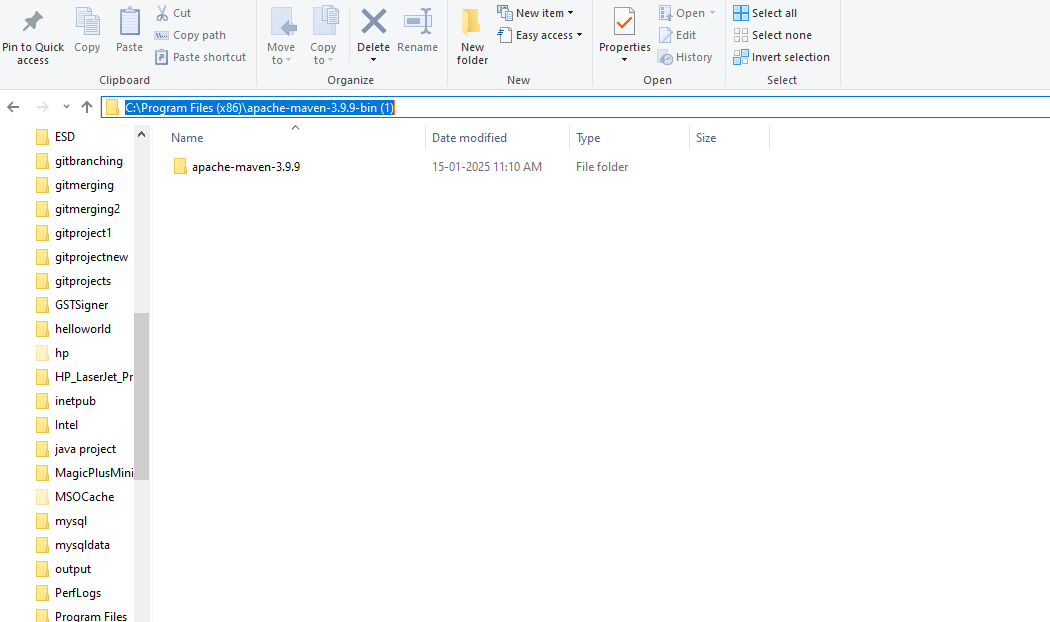 Pin to Quick access
Copy
Paste
Cut
Copy path
Paste shortcut
Clipboard
Move to
Copy to
Delete
Rename
Organize
New folder
New item
Easy access
New
Properties
Open
Edit
History
Open
Select all
Select none
Invert selection
Select
C:\Program Files (x86)\apache-maven-3.9.9-bin (1)
ESD
gitbranching
gitmerging
gitmerging2
gitproject1
gitprojectnew
gitprojects
GSTSigner
helloworld
hp
HP_LaserJet_Pr
inetpub
Intel
java project
MagicPlusMini
MSOCache
mysql
mysqldata
output
PerfLogs
Program Files
Name Date modified Type Size
apache-maven-3.9.9 15-01-2025 11:10 AM File folder